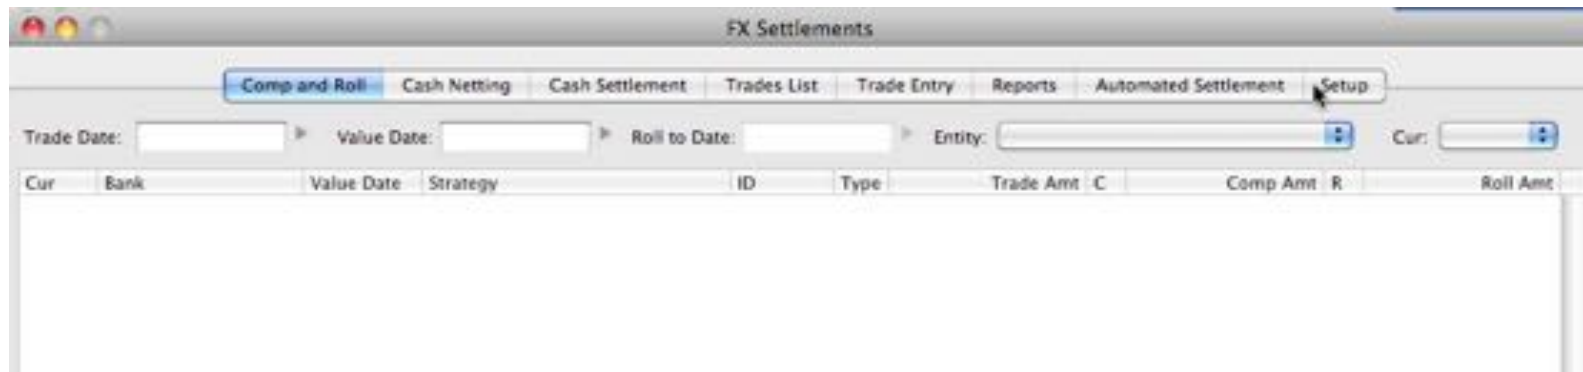 FX Settlements
Comp and Roll Cash Netting Cash Settlement Trades List Trade Entry Reports Automated Settlement Setup
Trade Date: Value Date: Roll to Date: Entity: Cur:
Cur Bank Value Date Strategy ID Type Trade Amt C Comp Amt R Roll Amt